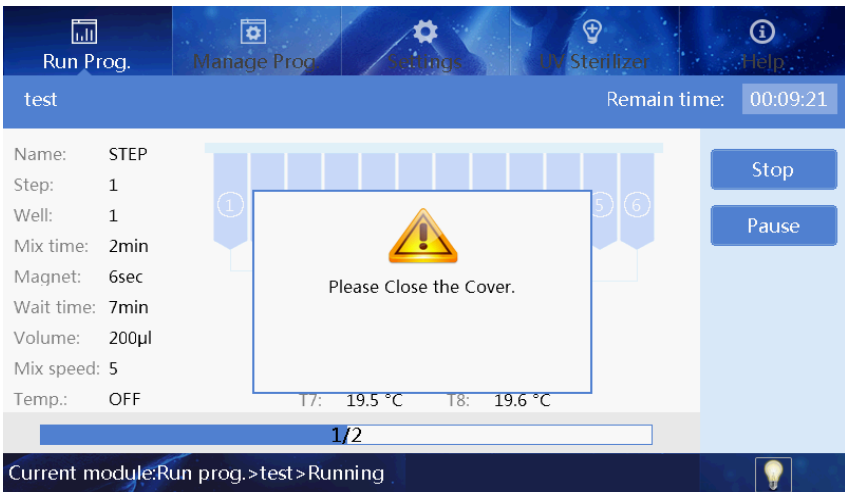 Run Prog.
Manage Prog.
Settings
UV Sterilizer
Help
test
Remain time: 00:09:21
Name: STEP
Step: 1
Well: 1
Mix time: 2min
Magnet: 6sec
Wait time: 7min
Volume: 200μl
Mix speed: 5
Temp.: OFF
1
5
6
Please Close the Cover.
T7: 19.5 °C T8: 19.6 °C
Stop
Pause
1/2
Current module:Run prog.>test>Running